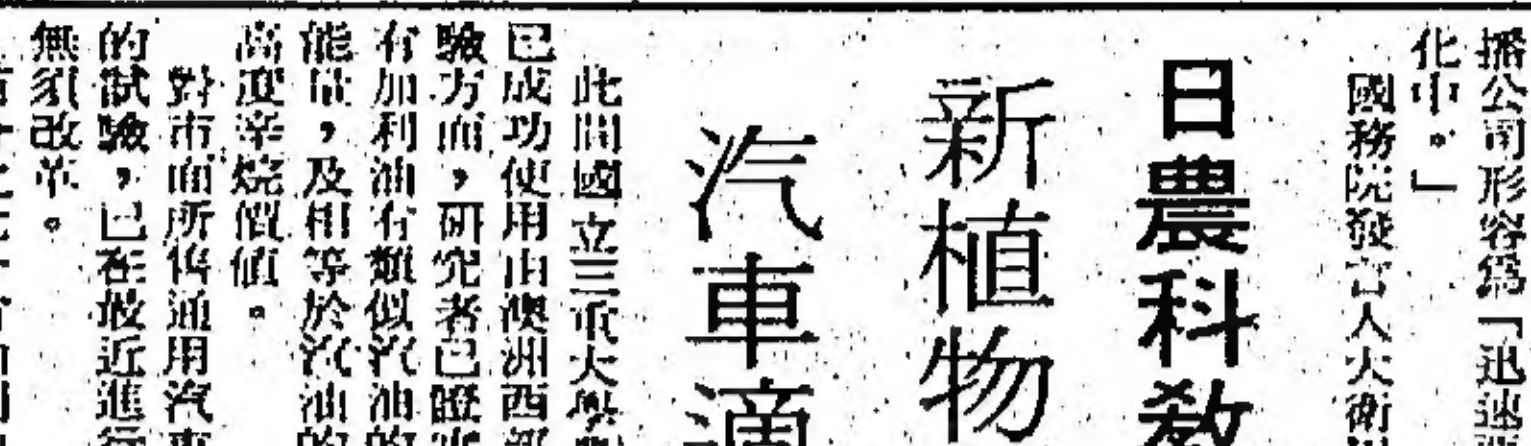 播公司形容爲「迅速
化中。」
國務院發言人大衛
日農科教
新植物
汽車滴
此間國立三重大學
已成功使用由澳洲西部
驗方面，研究者已證實
有加利油有類似汽油的
能量，及相等於汽油的
高度辛烷價值。
對市面所售通用汽車
的試驗，已在最近進行
無須改革。